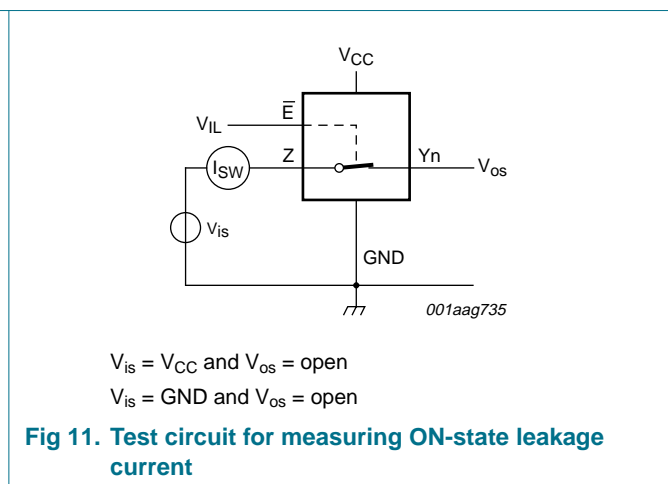 VCC
E̅
VIL
Z
Yn
ISW
Vos
Vis
GND
001aag735
Vis = VCC and Vos = open
Vis = GND and Vos = open
Fig 11. Test circuit for measuring ON-state leakage
current